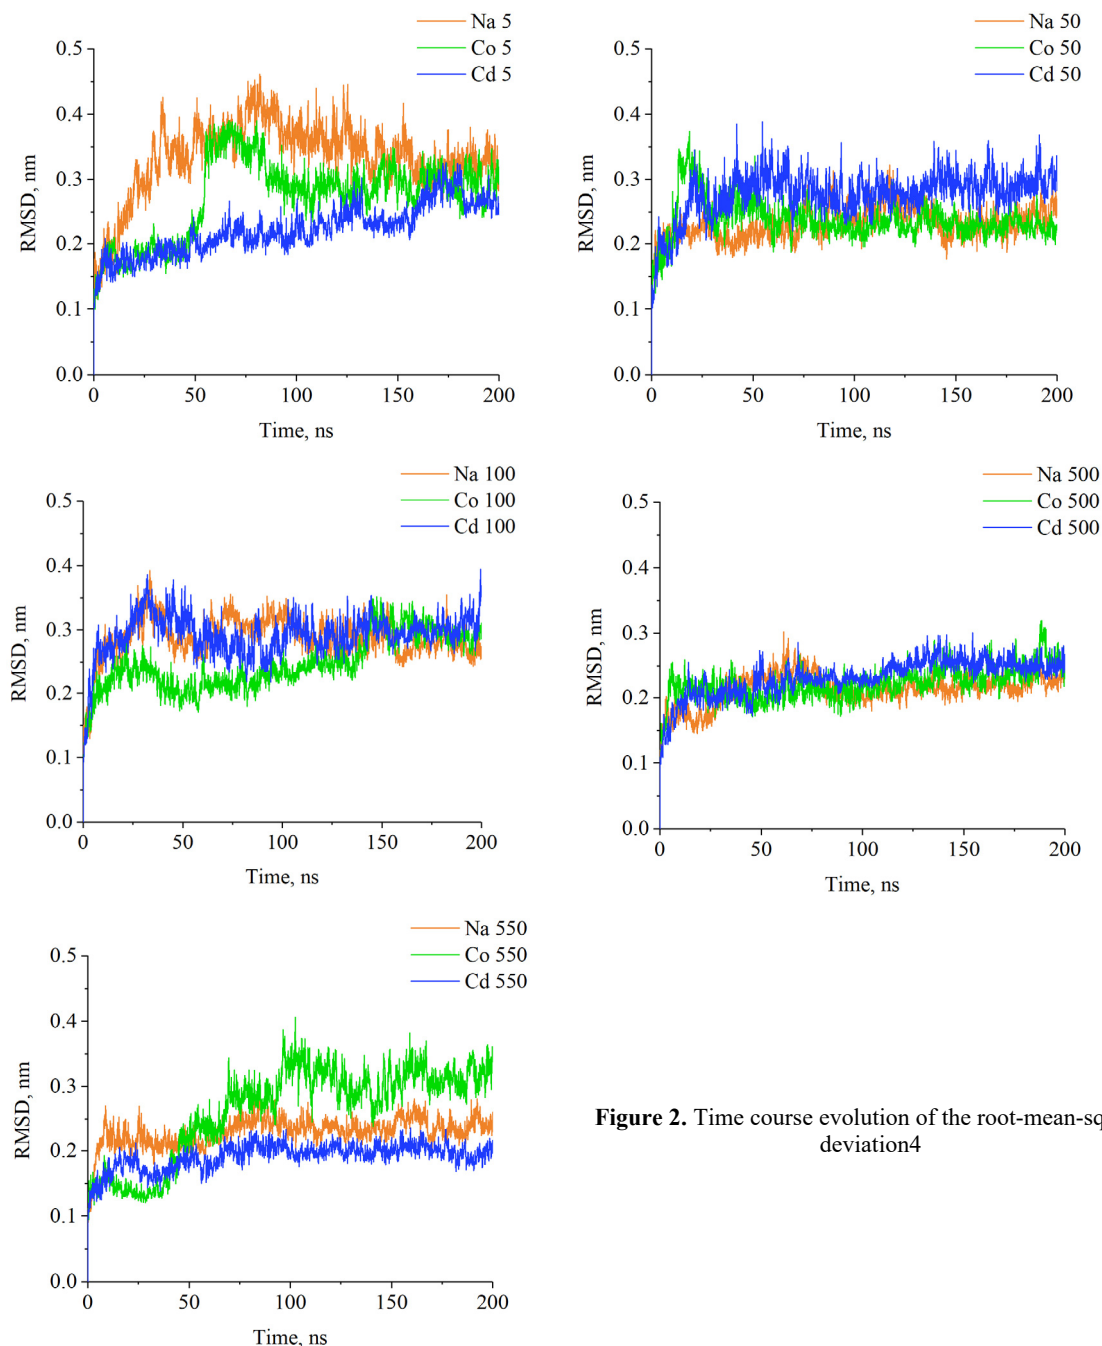 Na 5
Co 5
Cd 5
0.5
0.4
0.3
0.2
0.1
0.0
RMSD, nm
0 50 100 150 200
Time, ns
Na 50
Co 50
Cd 50
0.5
0.4
0.3
0.2
0.1
0.0
RMSD, nm
0 50 100 150 200
Time, ns
Na 100
Co 100
Cd 100
0.5
0.4
0.3
0.2
0.1
0.0
RMSD, nm
0 50 100 150 200
Time, ns
Na 500
Co 500
Cd 500
0.5
0.4
0.3
0.2
0.1
0.0
RMSD, nm
0 50 100 150 200
Time, ns
Na 550
Co 550
Cd 550
0.5
0.4
0.3
0.2
0.1
0.0
RMSD, nm
0 50 100 150 200
Time, ns
Figure 2. Time course evolution of the root-mean-sq
deviation4